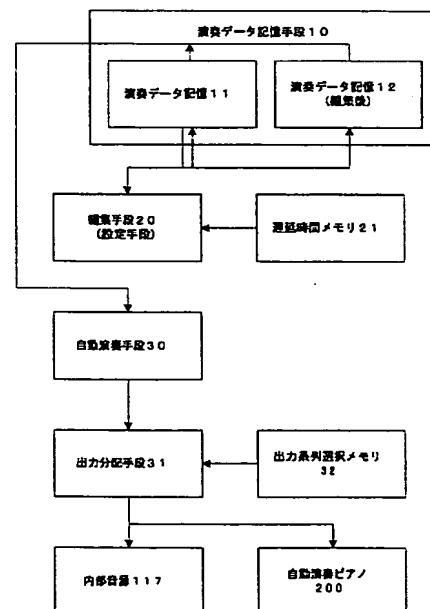 演奏データ記憶手段10
演奏データ記憶11
演奏データ記憶12
(編集後)
編集手段20
(設定手段)
遅延時間メモリ21
自動演奏手段30
出力分配手段31
出力系列選択メモリ
32
内部音源117
自動演奏ピアノ
200